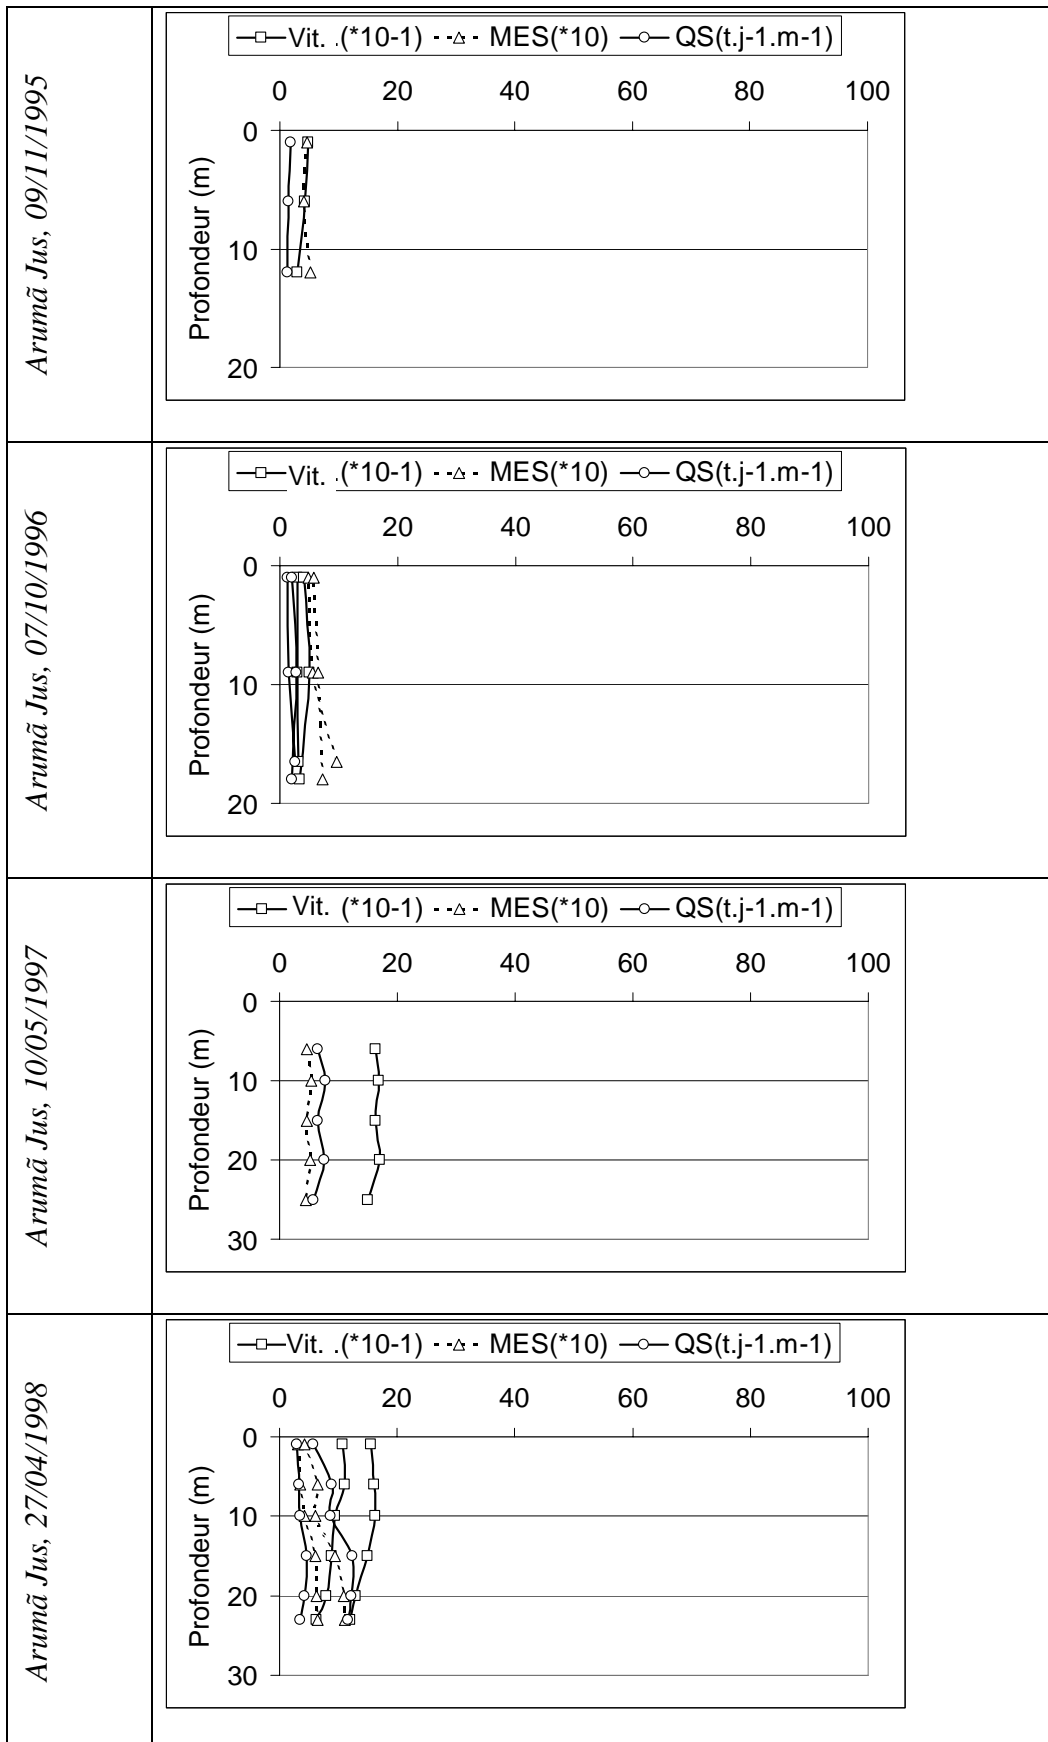 Arumã Jus, 09/11/1995
Vit. .(*10-1) MES(*10) QS(t.j-1.m-1)
0 20 40 60 80 100
Profondeur (m)
0
10
20
Arumã Jus, 07/10/1996
Vit. .(*10-1) MES(*10) QS(t.j-1.m-1)
0 20 40 60 80 100
Profondeur (m)
0
10
20
Arumã Jus, 10/05/1997
Vit. (*10-1) MES(*10) QS(t.j-1.m-1)
0 20 40 60 80 100
Profondeur (m)
0
10
20
30
Arumã Jus, 27/04/1998
Vit. .(*10-1) MES(*10) QS(t.j-1.m-1)
0 20 40 60 80 100
Profondeur (m)
0
10
20
30